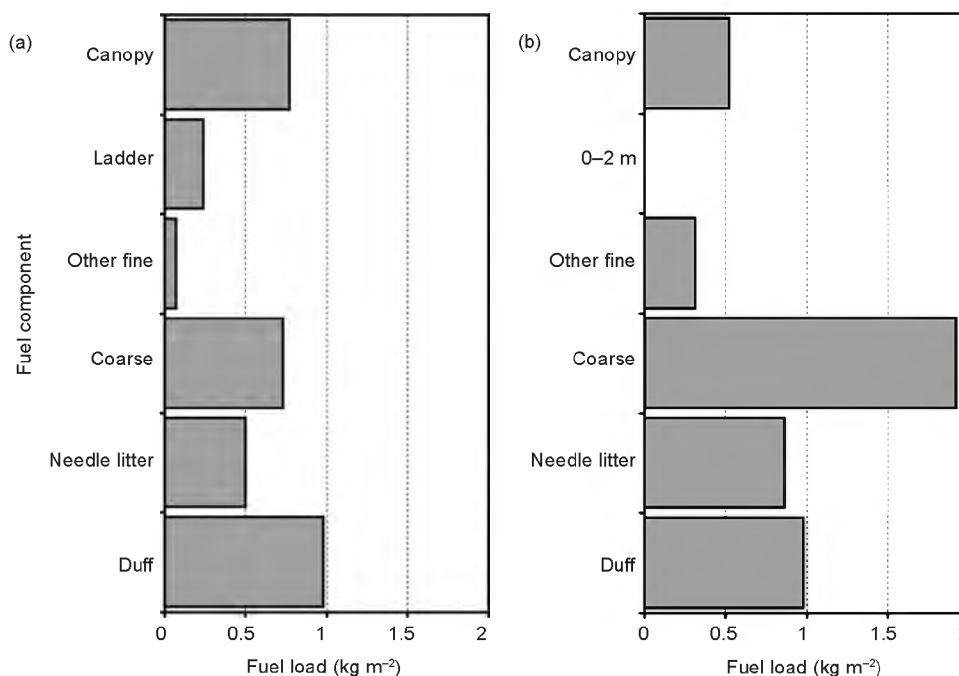 (a)
Fuel component
Canopy
Ladder
Other fine
Coarse
Needle litter
Duff
0 0.5 1 1.5 2
Fuel load (kg m⁻²)
(b)
Canopy
0–2 m
Other fine
Coarse
Needle litter
Duff
0 0.5 1 1.5
Fuel load (kg m⁻²)